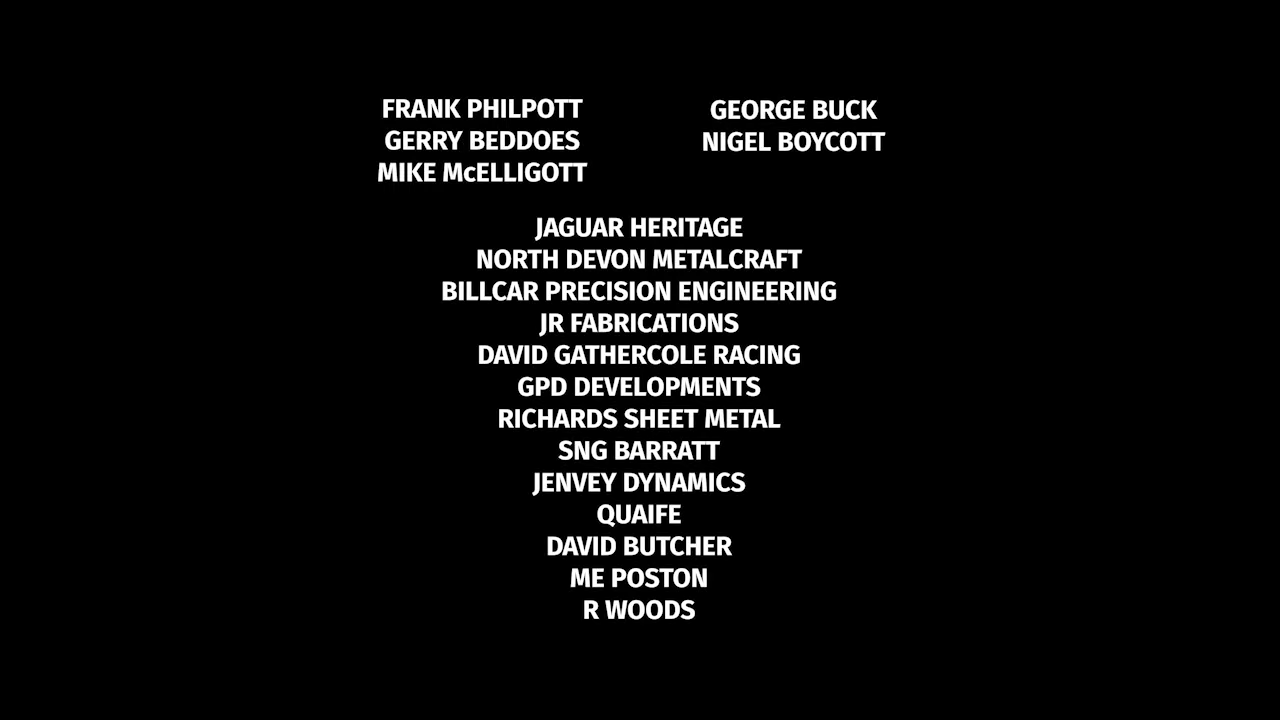 FRANK PHILPOTT
GERRY BEDDOES
MIKE McELLIGOTT
GEORGE BUCK
NIGEL BOYCOTT
JAGUAR HERITAGE
NORTH DEVON METALCRAFT
BILLCAR PRECISION ENGINEERING
JR FABRICATIONS
DAVID GATHERCOLE RACING
GPD DEVELOPMENTS
RICHARDS SHEET METAL
SNG BARRATT
JENVEY DYNAMICS
QUAIFE
DAVID BUTCHER
ME POSTON
R WOODS